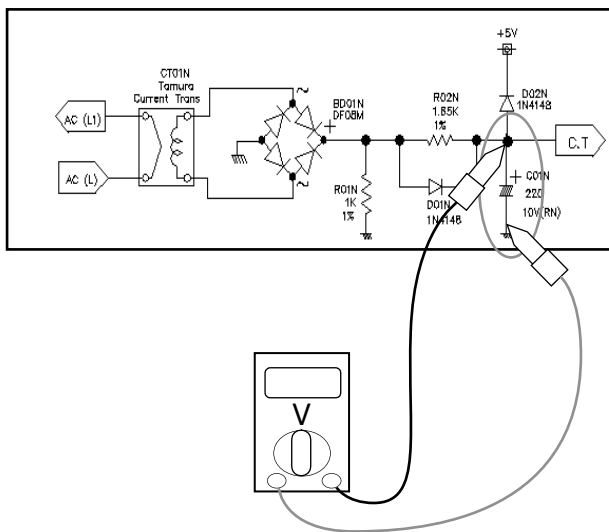 +5V
CT01N
Tamura
Current Trans
D02N
1N4148
AC (L1)
BD01N
DF08M
+
R02N
1.85K
1%
C.T
AC (L)
R01N
1K
1%
D01N
1N4148
+
C01N
220
10V(RN)
V